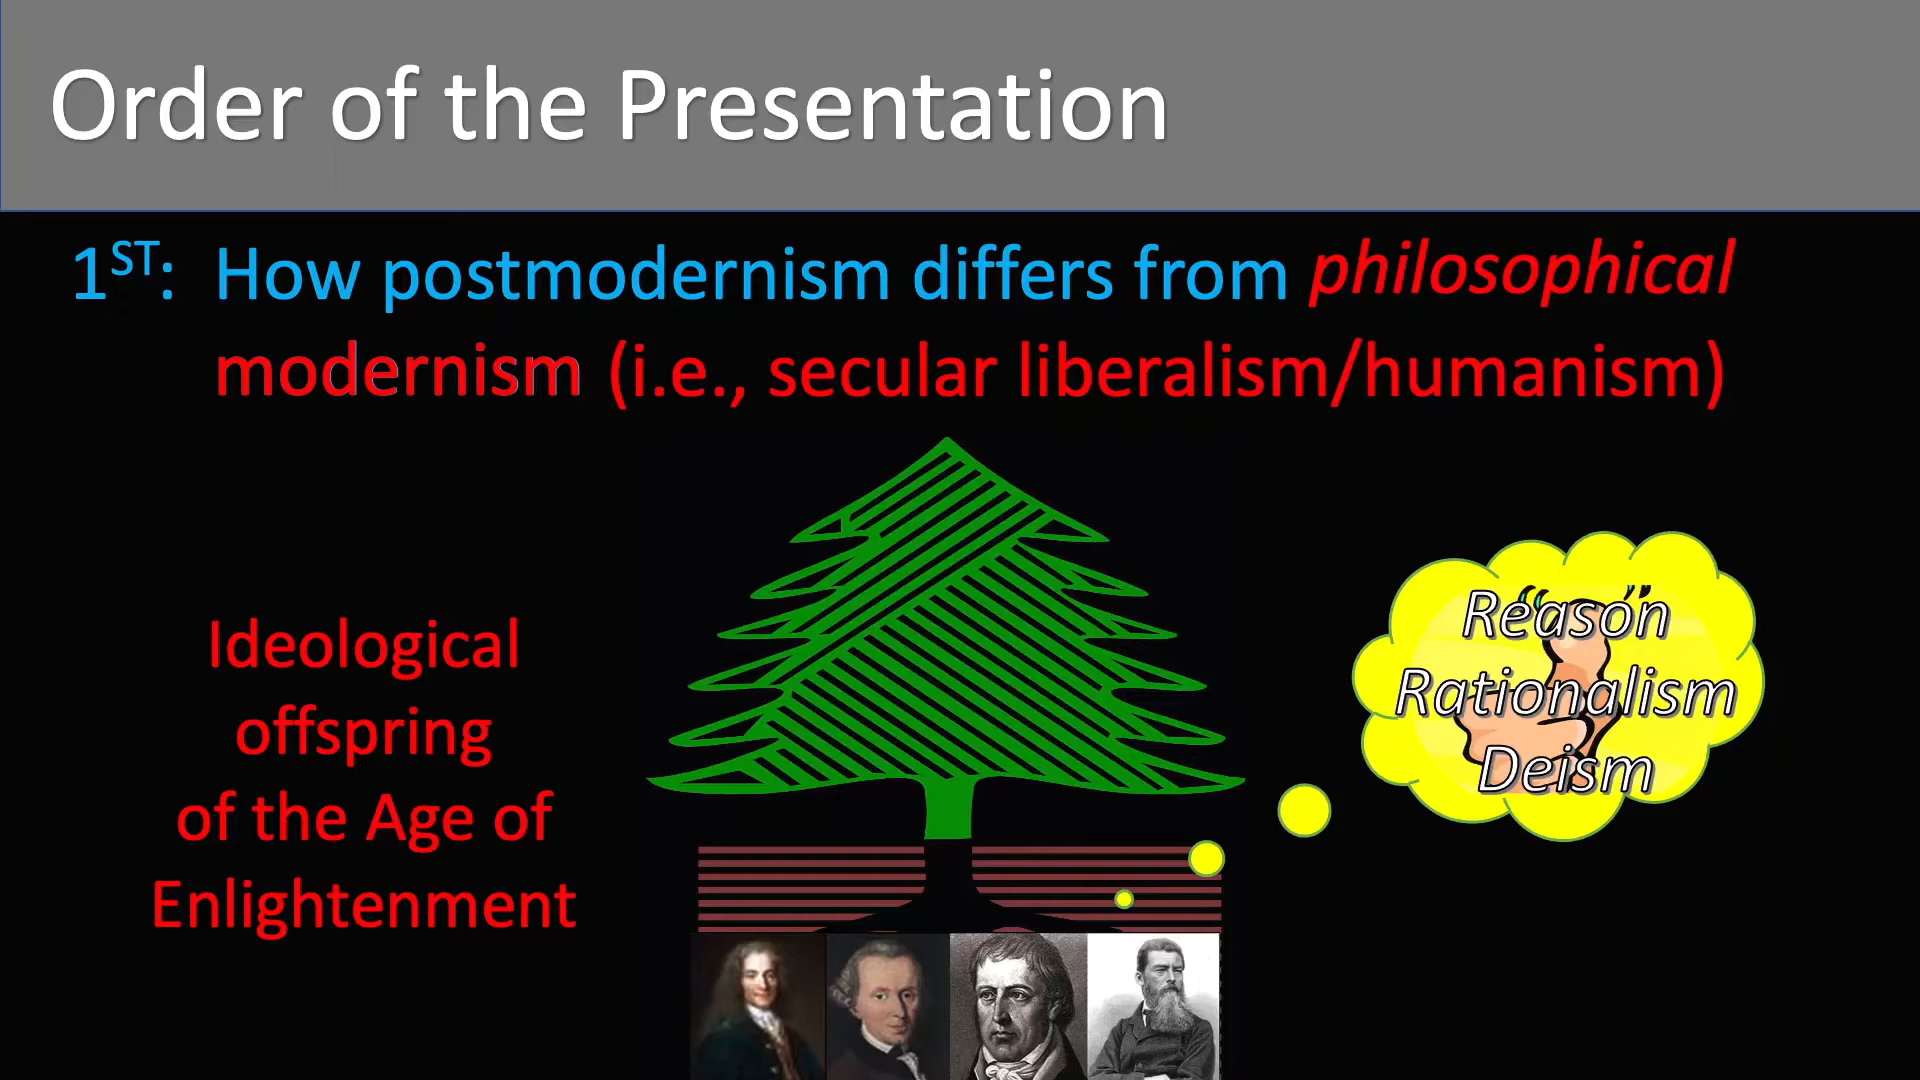 Order of the Presentation
1ST: How postmodernism differs from philosophical
modernism (i.e., secular liberalism/humanism)
Ideological
offspring
of the Age of
Enlightenment
“Reason”
Rationalism
Deism